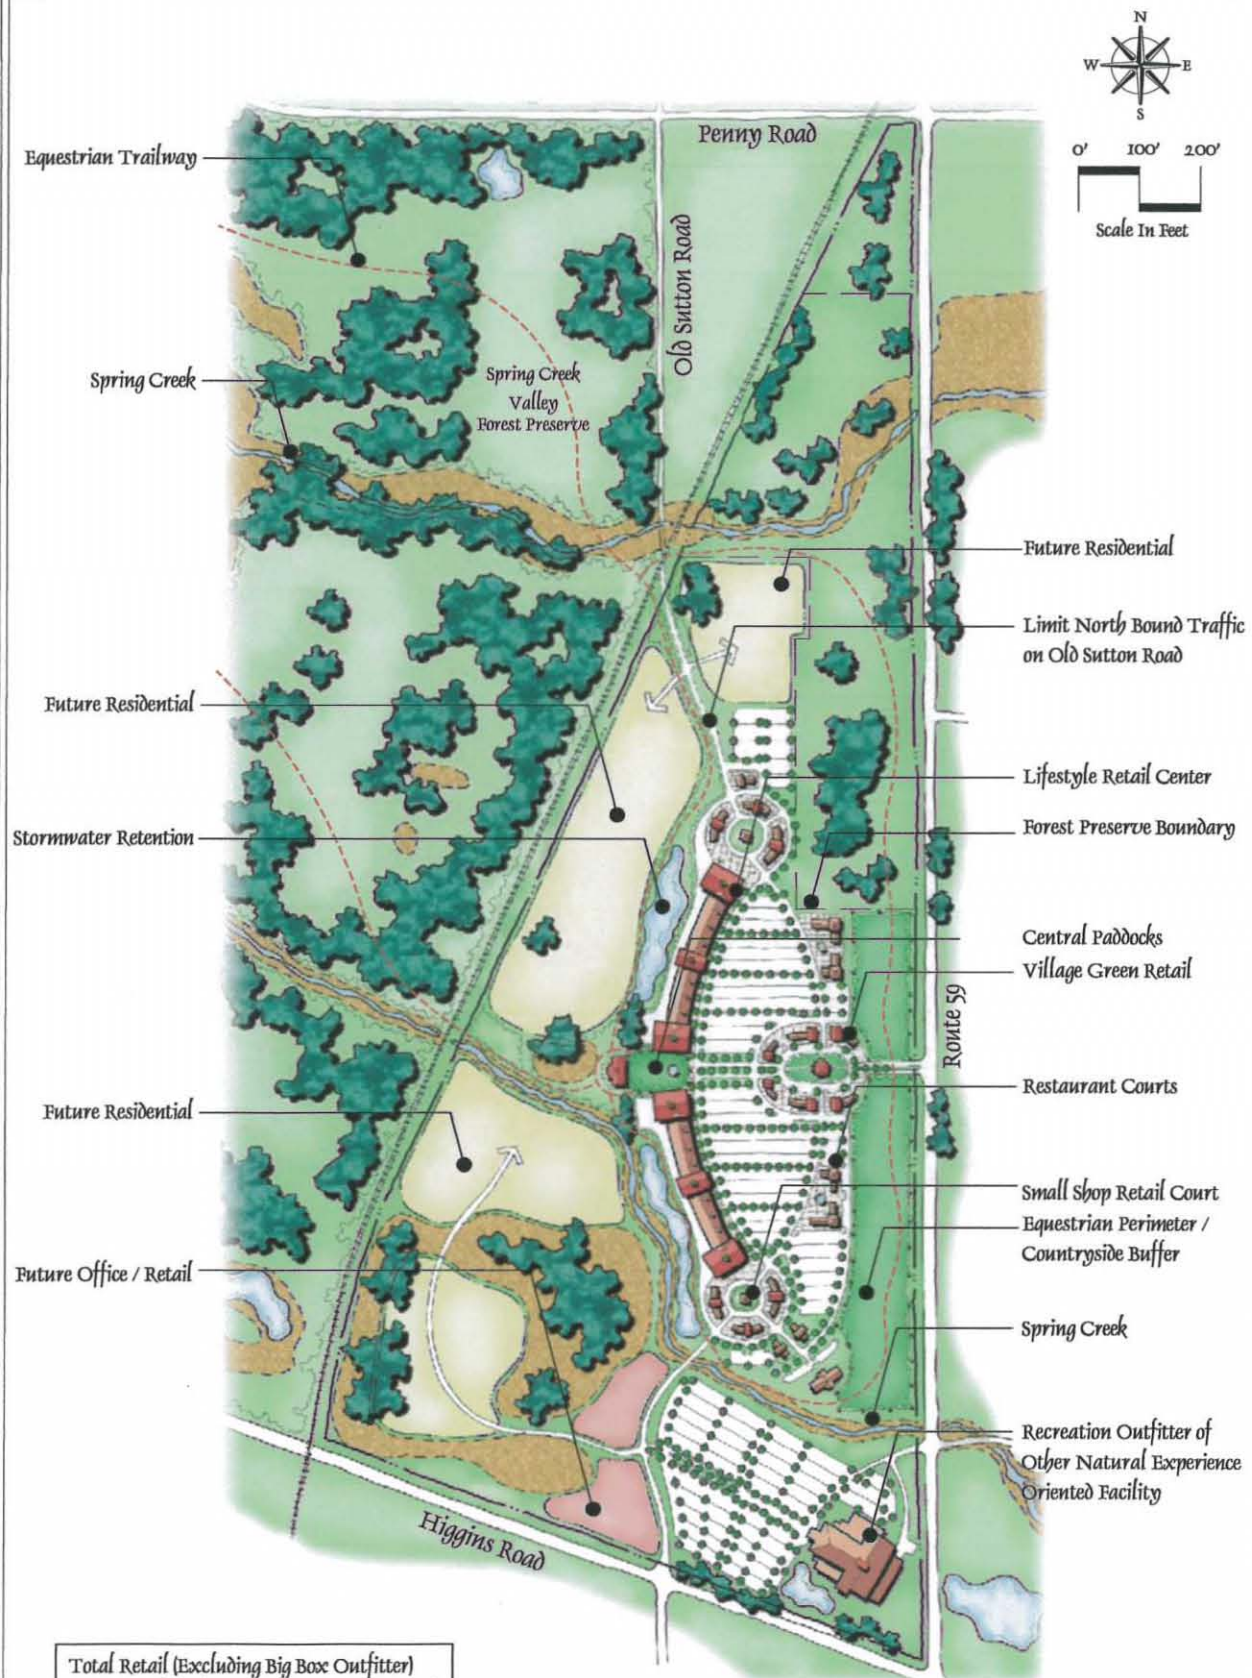 N
W
E
S
0' 100' 200'
Scale In Feet
Penny Road
Equestrian Trailway
Old Sutton Road
Spring Creek
Spring Creek
Valley
Forest Preserve
Future Residential
Limit North Bound Traffic
on Old Sutton Road
Future Residential
Lifestyle Retail Center
Stormwater Retention
Forest Preserve Boundary
Central Paddocks
Village Green Retail
Route 59
Restaurant Courts
Future Residential
Small Shop Retail Court
Equestrian Perimeter /
Countryside Buffer
Future Office / Retail
Spring Creek
Recreation Outfitter of
Other Natural Experience
Oriented Facility
Higgins Road
Total Retail (Excluding Big Box Outfitter)